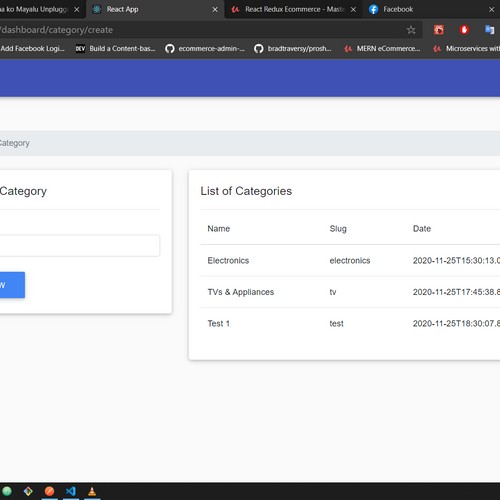 a ko Mayalu Unplugg
React App
React Redux Ecommerce - Maste
Facebook
/dashboard/category/create
Add Facebook Logi...
DEV
Build a Content-bas...
ecommerce-admin-...
bradtraversy/prosh...
MERN eCommerce...
Microservices wit
Category
Category
List of Categories
Name Slug Date
Electronics electronics 2020-11-25T15:30:13.0
W
TVs & Appliances tv 2020-11-25T17:45:38.8
Test 1 test 2020-11-25T18:30:07.8